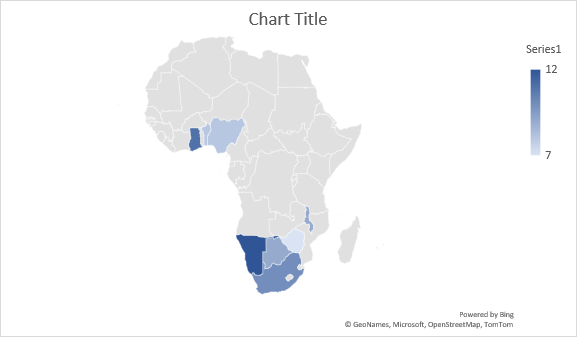 Chart Title
Series1
12
7
Powered by Bing
© GeoNames, Microsoft, OpenStreetMap, TomTom